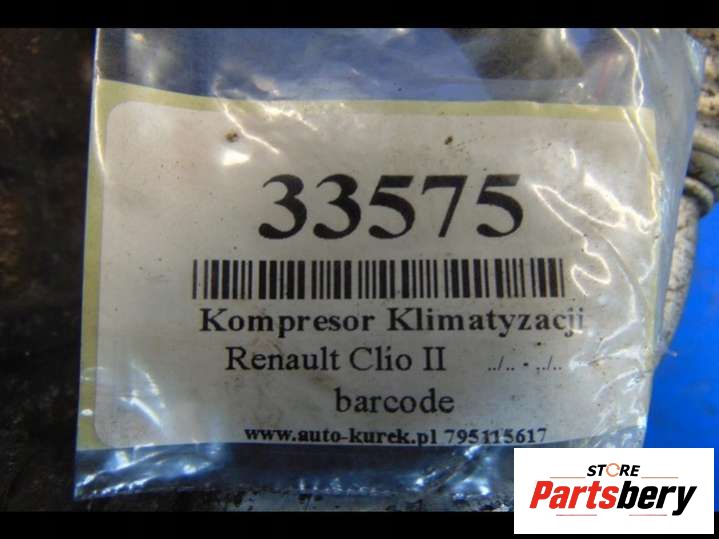 33575
Kompresor Klimatyzacji
Renault Clio II ../.. - ../..
barcode
www.auto-kurek.pl 795115617
STORE
Partsbery